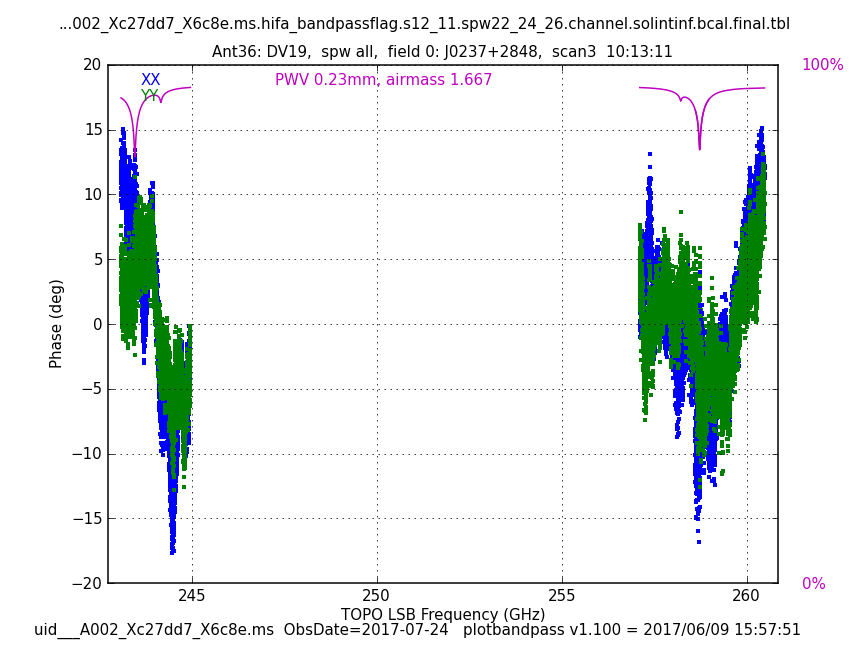 ...002_Xc27dd7_X6c8e.ms.hifa_bandpassflag.s12_11.spw22_24_26.channel.solintinf.bcal.final.tbl
Ant36: DV19,  spw all,  field 0: J0237+2848,  scan3  10:13:11
20
100%
XX
PWV 0.23mm, airmass 1.667
YY
15
10
5
0
−5
−10
−15
−20
0%
Phase (deg)
245
250
255
260
TOPO LSB Frequency (GHz)
uid___A002_Xc27dd7_X6c8e.ms  ObsDate=2017-07-24   plotbandpass v1.100 = 2017/06/09 15:57:51